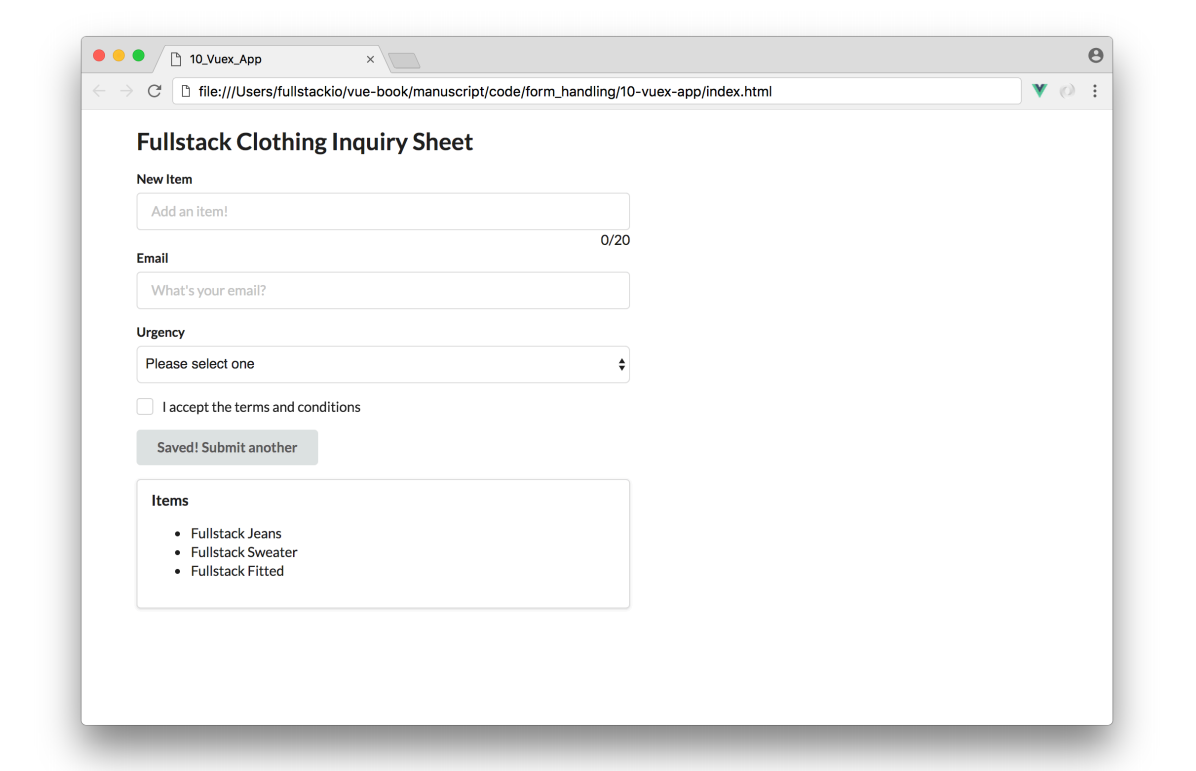 10_Vuex_App
file:///Users/fullstackio/vue-book/manuscript/code/form_handling/10-vuex-app/index.html
Fullstack Clothing Inquiry Sheet
New Item
Add an item!
0/20
Email
What's your email?
Urgency
Please select one
I accept the terms and conditions
Saved! Submit another
Items
• Fullstack Jeans
• Fullstack Sweater
• Fullstack Fitted